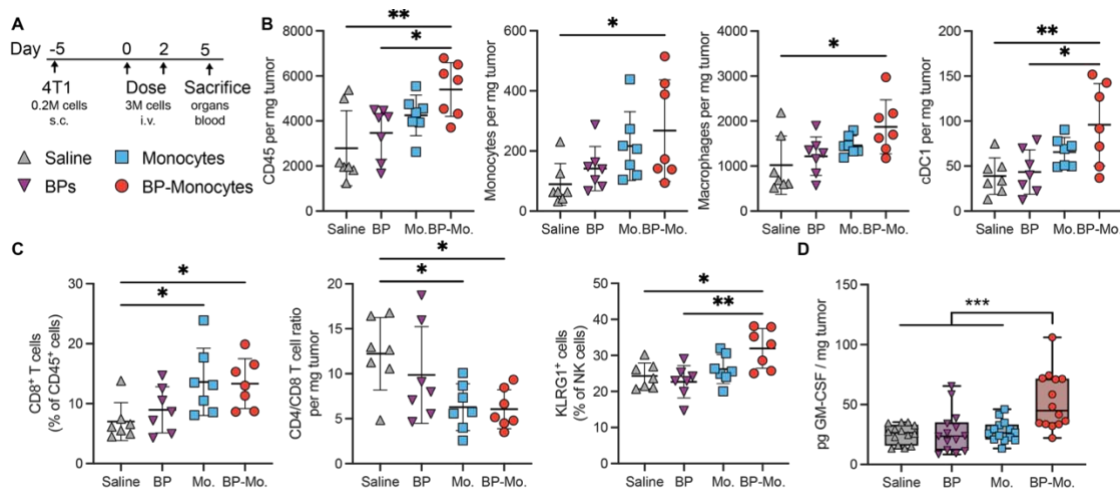 A
Day -5 0 2 5
4T1 Dose Sacrifice
0.2M cells 3M cells organs
s.c. i.v. blood
Saline Monocytes
BPs BP-Monocytes
B
CD45 per mg tumor
8000
6000
4000
2000
0
** 
*
Saline BP Mo. BP-Mo.
Monocytes per mg tumor
600
400
200
0
*
Saline BP Mo. BP-Mo.
Macrophages per mg tumor
4000
3000
2000
1000
0
*
Saline BP Mo. BP-Mo.
cDC1 per mg tumor
200
150
100
50
0
**
*
Saline BP Mo. BP-Mo.
C
CD8⁺ T cells
(% of CD45⁺ cells)
30
20
10
0
*
*
Saline BP Mo. BP-Mo.
CD4/CD8 T cell ratio
per mg tumor
20
15
10
5
0
*
*
Saline BP Mo. BP-Mo.
KLRG1⁺ cells
(% of NK cells)
50
40
30
20
10
0
*
**
Saline BP Mo. BP-Mo.
D
pg GM-CSF / mg tumor
150
100
50
0
***
Saline BP Mo. BP-Mo.